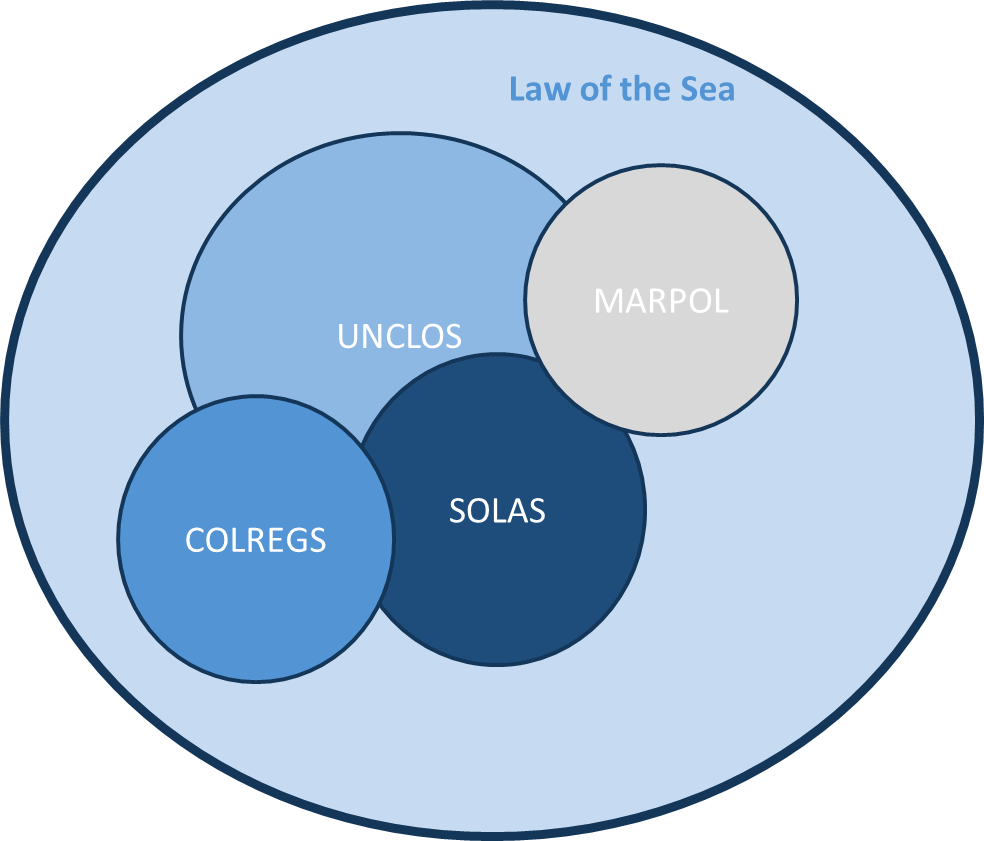 Law of the Sea
MARPOL
UNCLOS
SOLAS
COLREGS